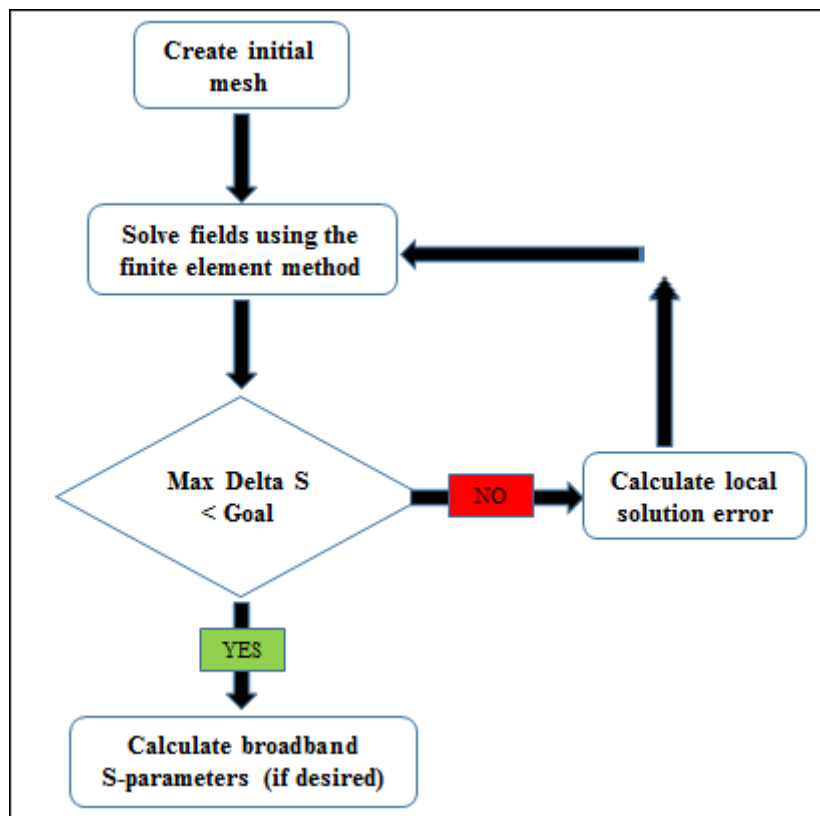 Create initial
mesh
Solve fields using the
finite element method
Max Delta S
< Goal
NO
Calculate local
solution error
YES
Calculate broadband
S-parameters (if desired)